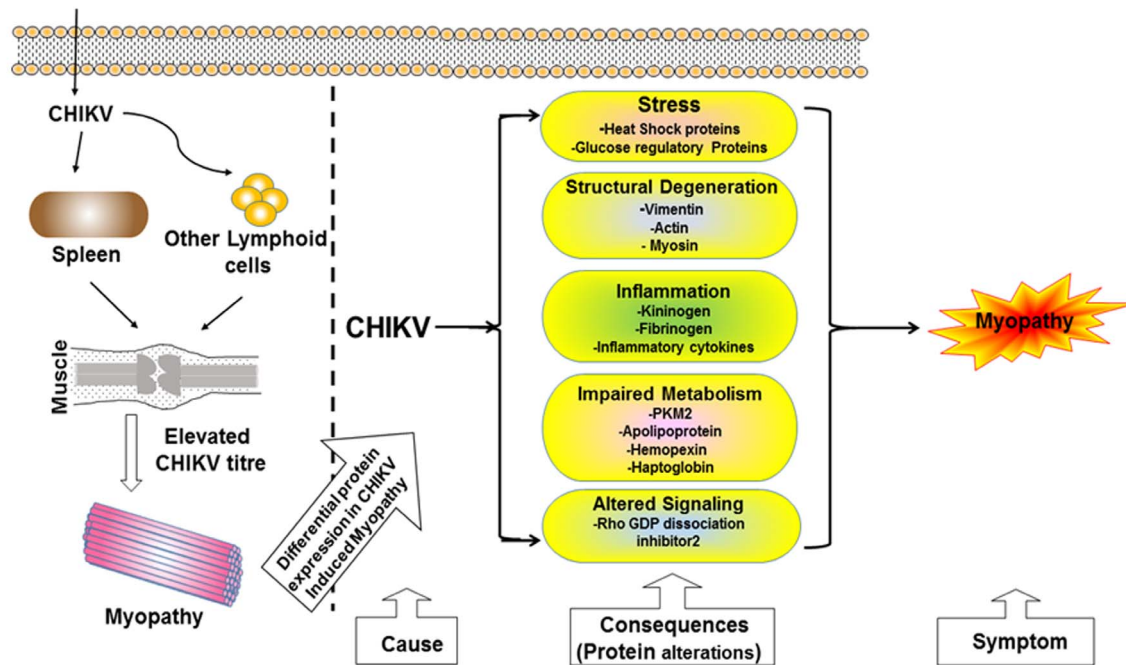 CHIKV
Spleen
Other Lymphoid
cells
Muscle
Elevated
CHIKV titre
Myopathy
Differential protein
expression in CHIKV
Induced Myopathy
CHIKV
Stress
-Heat Shock proteins
-Glucose regulatory Proteins
Structural Degeneration
-Vimentin
-Actin
- Myosin
Inflammation
-Kininogen
-Fibrinogen
-Inflammatory cytokines
Impaired Metabolism
-PKM2
-Apolipoprotein
-Hemopexin
-Haptoglobin
Altered Signaling
-Rho GDP dissociation
inhibitor2
Myopathy
Cause
Consequences
(Protein alterations)
Symptom